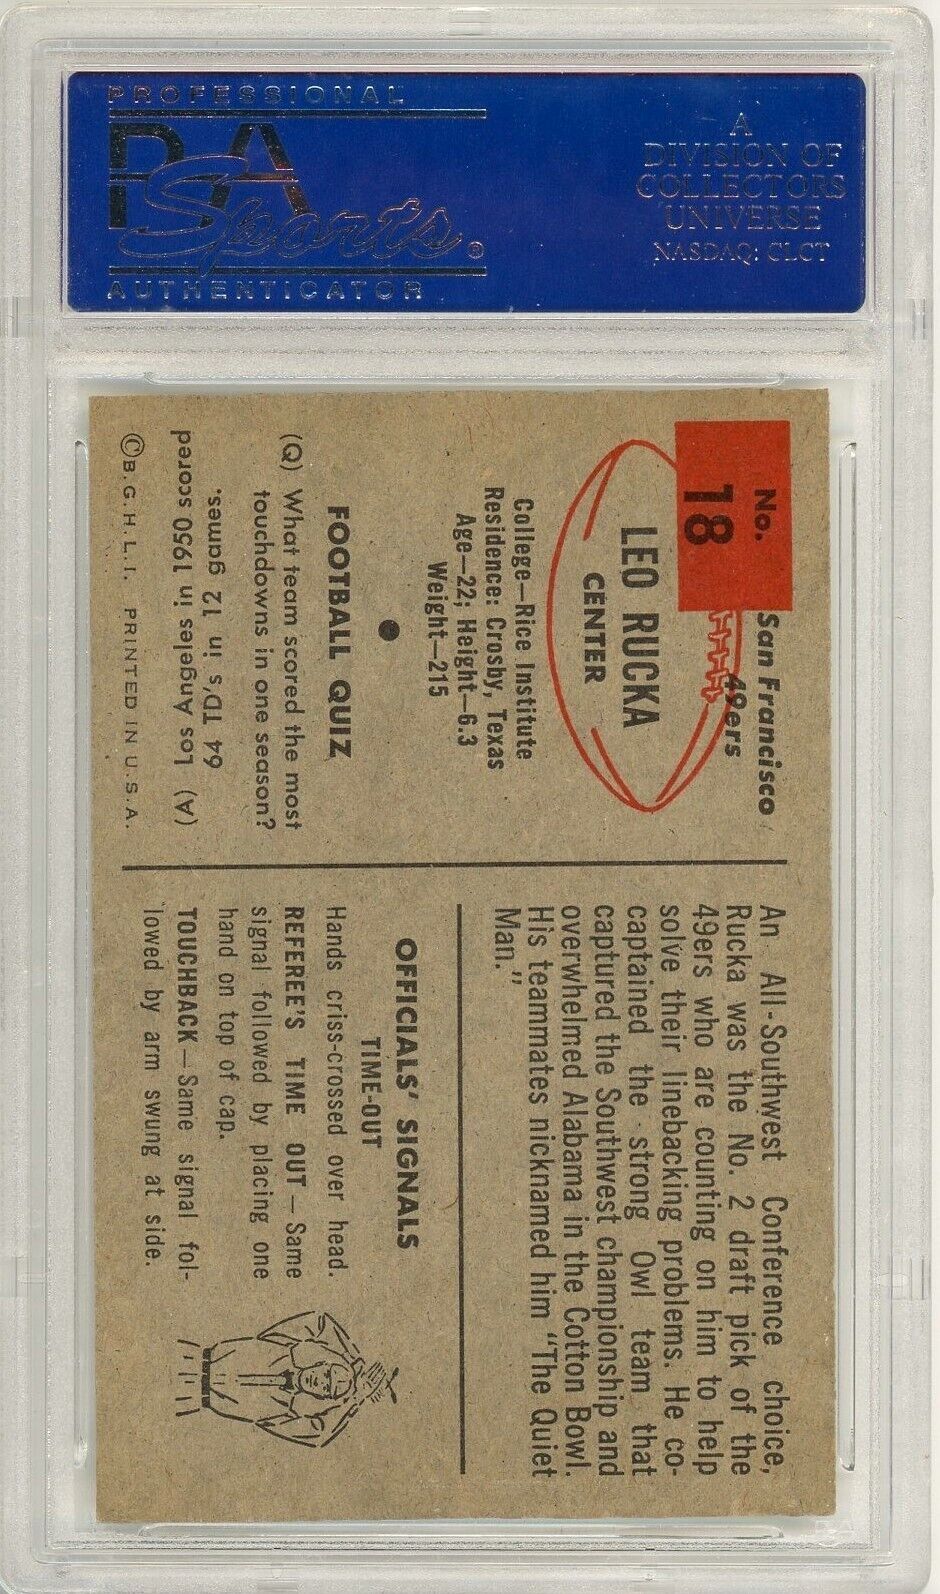 PROFESSIONAL
PSA
Sports®
AUTHENTICATOR
A
DIVISION OF
COLLECTORS
UNIVERSE
NASDAQ: CLCT
No.
18
San Francisco
49ers
LEO RUCKA
CENTER
College—Rice Institute
Residence: Crosby, Texas
Age—22; Height—6.3
Weight—215
FOOTBALL QUIZ
(Q) What team scored the most
touchdowns in one season?
(A) Los Angeles in 1950 scored
64 TD,s in 12 games.
©B.G.H.L.I. PRINTED IN U.S.A.
An All-Southwest Conference choice,
Rucka was the No. 2 draft pick of the
49ers who are counting on him to help
solve their linebacking problems. He co-
captained the strong Owl team that
captured the Southwest championship and
overwhelmed Alabama in the Cotton Bowl.
His teammates nicknamed him "The Quiet
Man."
OFFICIALS' SIGNALS
TIME-OUT
Hands criss-crossed over head.
REFEREE'S TIME OUT—Same
signal followed by placing one
hand on top of cap.
TOUCHBACK—Same signal fol-
lowed by arm swung at side.